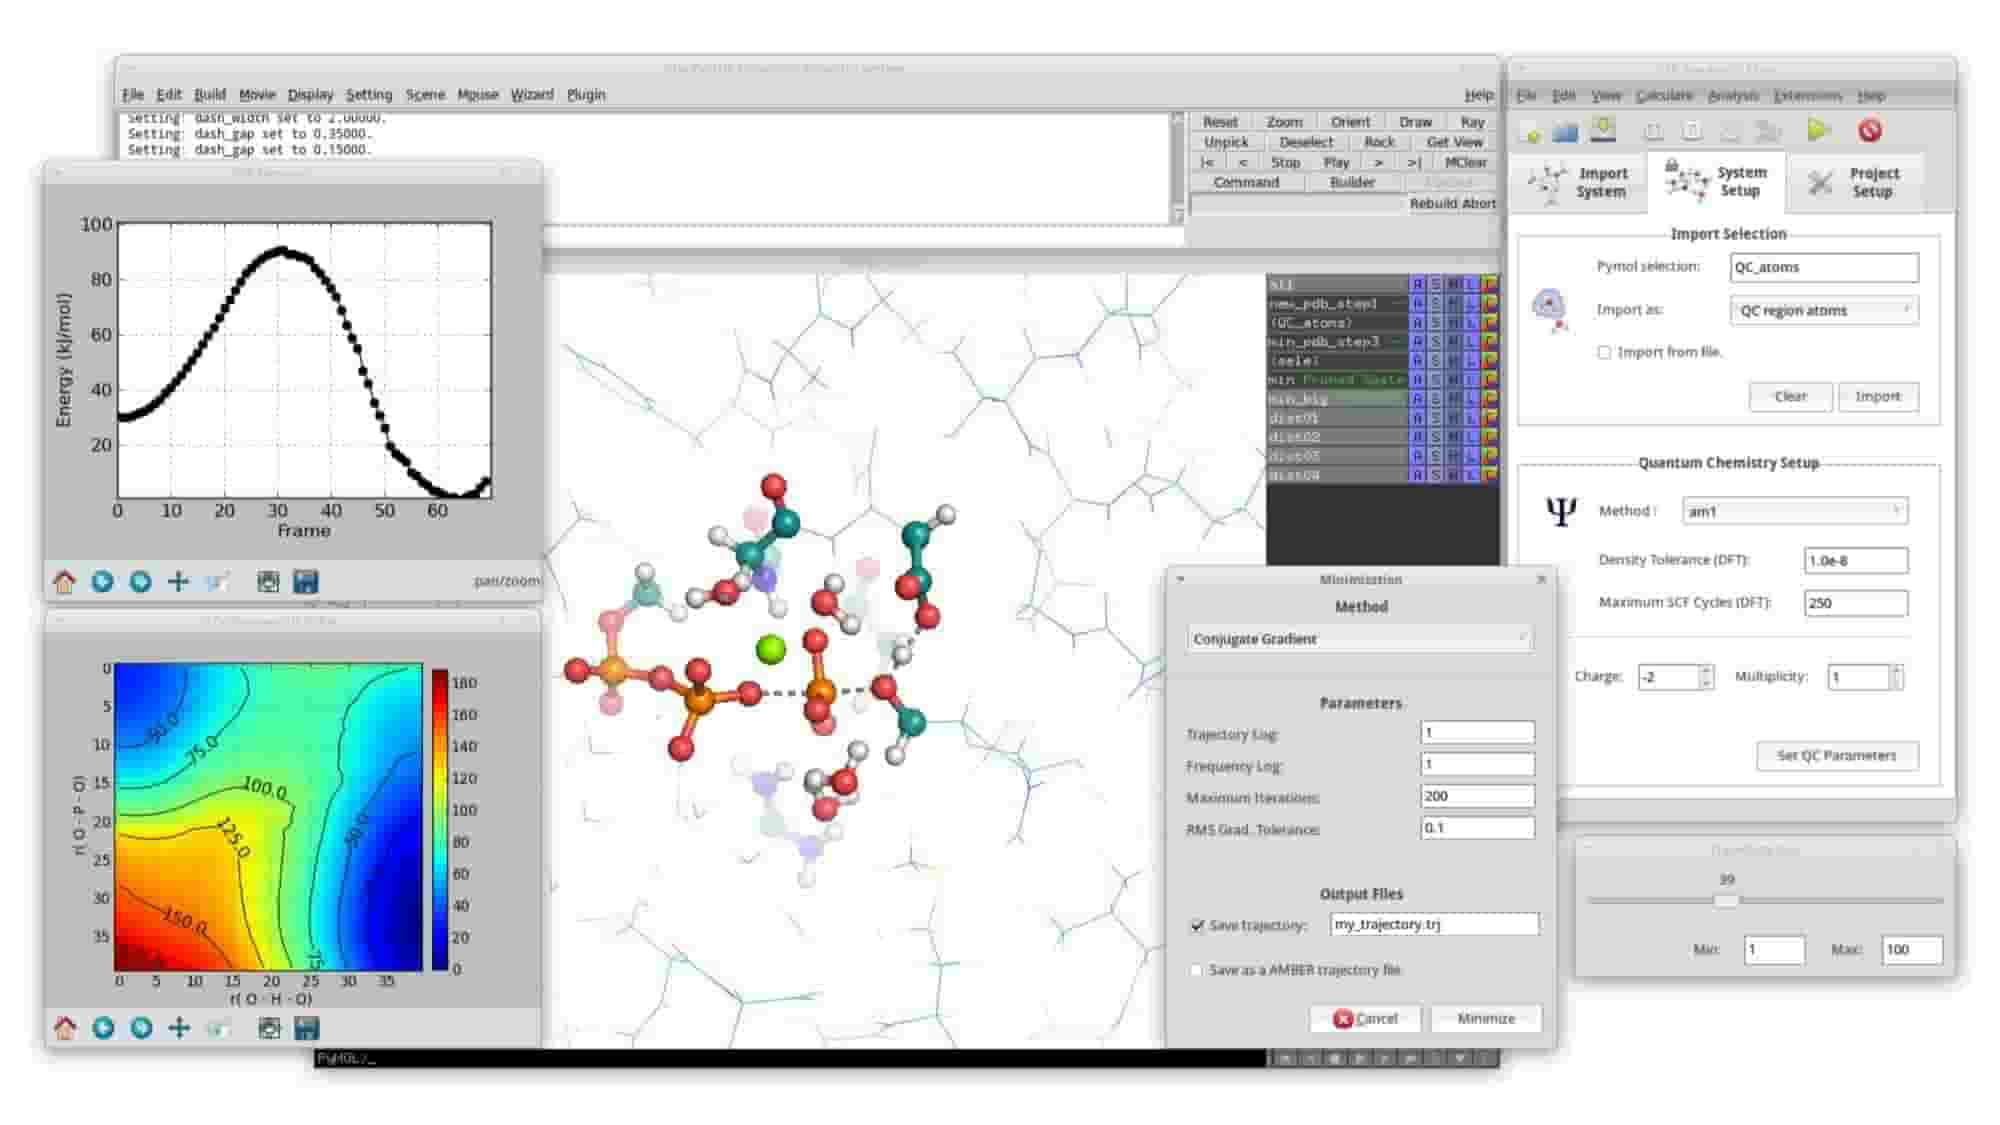 File Edit Build Movie Display Setting Scene Mouse Wizard Plugin
Help
Setting: dash_width set to 2.00000.
Setting: dash_gap set to 0.35000.
Setting: dash_gap set to 0.15000.
Reset Zoom Orient Draw Ray
Unpick Deselect Rock Get View
|< < Stop Play > >| MClear
Command Builder
Rebuild Abort
File Edit View Calculate Analysis Extensions Help
Import System
System Setup
Project Setup
Import Selection
Pymol selection: QC_atoms
Import as: QC region atoms
Import from file.
Clear Import
Quantum Chemistry Setup
Ψ Method : am1
Density Tolerance (DFT): 1.0e-8
Maximum SCF Cycles (DFT): 250
Charge: -2 Multiplicity: 1
Set QC Parameters
39
Min: 1 Max: 100
100
80
60
40
20
Energy (kJ/mol)
0 10 20 30 40 50 60
Frame
pan/zoom
0
5
10
15
20
25
30
35
r( O - P - O)
50.0
75.0
100.0
125.0
150.0
50.0
75
0 5 10 15 20 25 30 35
r( O - H - O)
180
160
140
120
100
80
60
40
20
0
all A S H L C
new_pdb_step1 A S H L C
(QC_atoms) A S H L C
min_pdb_step3 A S H L C
(sele) A S H L C
min A S H L C
min_big A S H L C
dist01 A S H L C
dist02 A S H L C
dist03 A S H L C
dist04 A S H L C
Minimization
Method
Conjugate Gradient
Parameters
Trajectory Log: 1
Frequency Log: 1
Maximum Iterations: 200
RMS Grad. Tolerance: 0.1
Output Files
Save trajectory: my_trajectory.trj
Save as a AMBER trajectory file.
Cancel Minimize
PyMOL>_